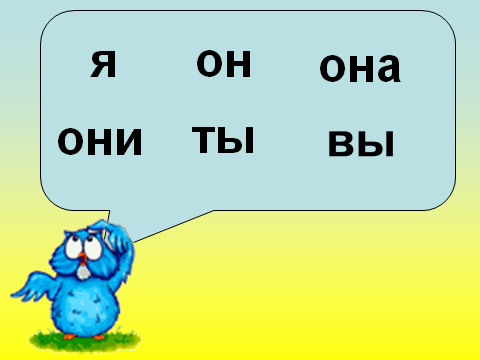 я он она
они ты вы